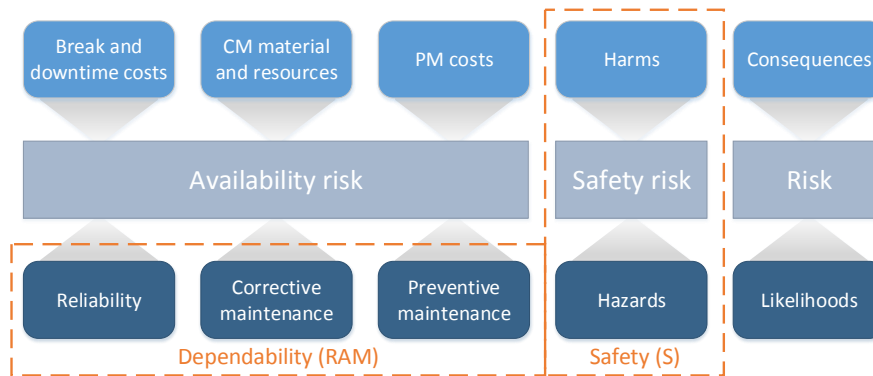 Break and
downtime costs
CM material
and resources
PM costs
Harms
Consequences
Availability risk
Safety risk
Risk
Reliability
Corrective
maintenance
Preventive
maintenance
Hazards
Likelihoods
Dependability (RAM)
Safety (S)